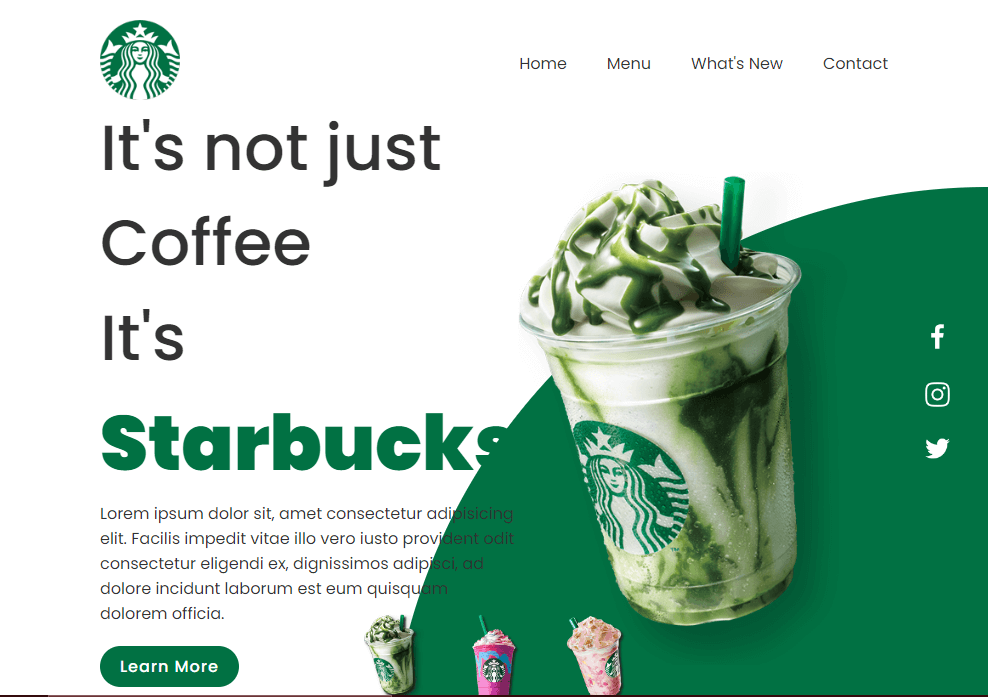 Home Menu What's New Contact
It's not just
Coffee
It's
Starbucks
Lorem ipsum dolor sit, amet consectetur adipisicing
elit. Facilis impedit vitae illo vero iusto provident odit
consectetur eligendi ex, dignissimos adipisci, ad
dolore incidunt laborum est eum quisquam
dolorem officia.
Learn More